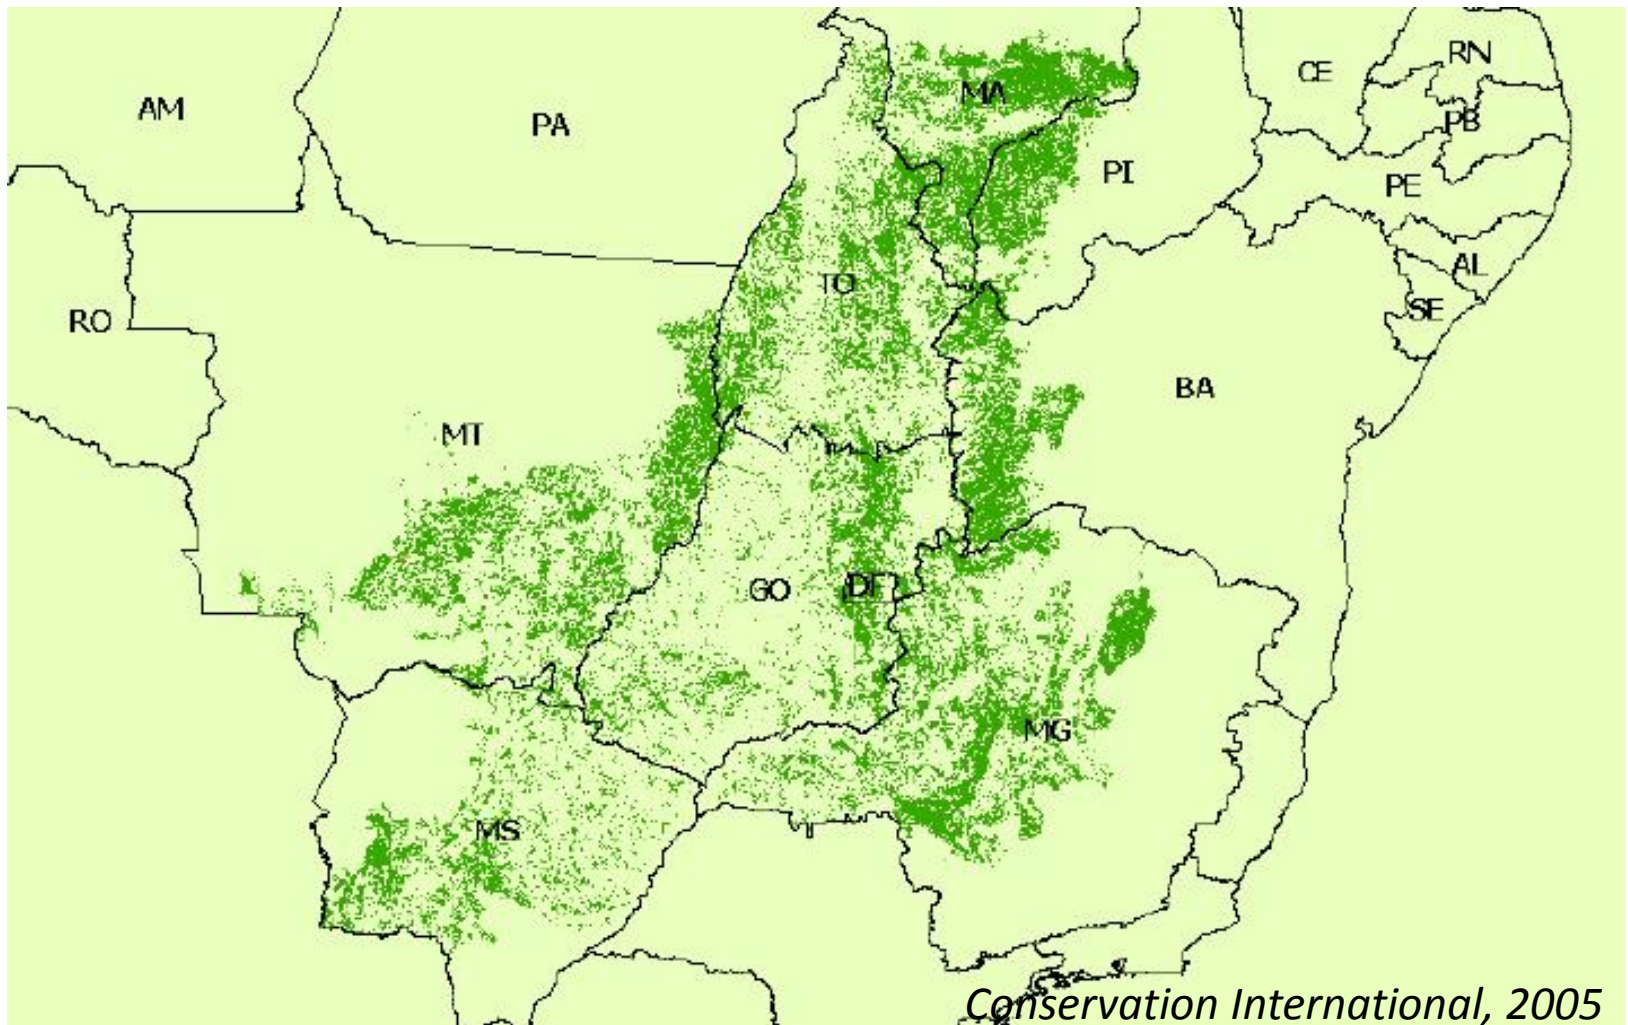 RN
CE
MA
AM
PB
PA
PI
PE
AL
TO
SE
RO
BA
MT
GO
DF
MG
MS
Conservation International, 2005